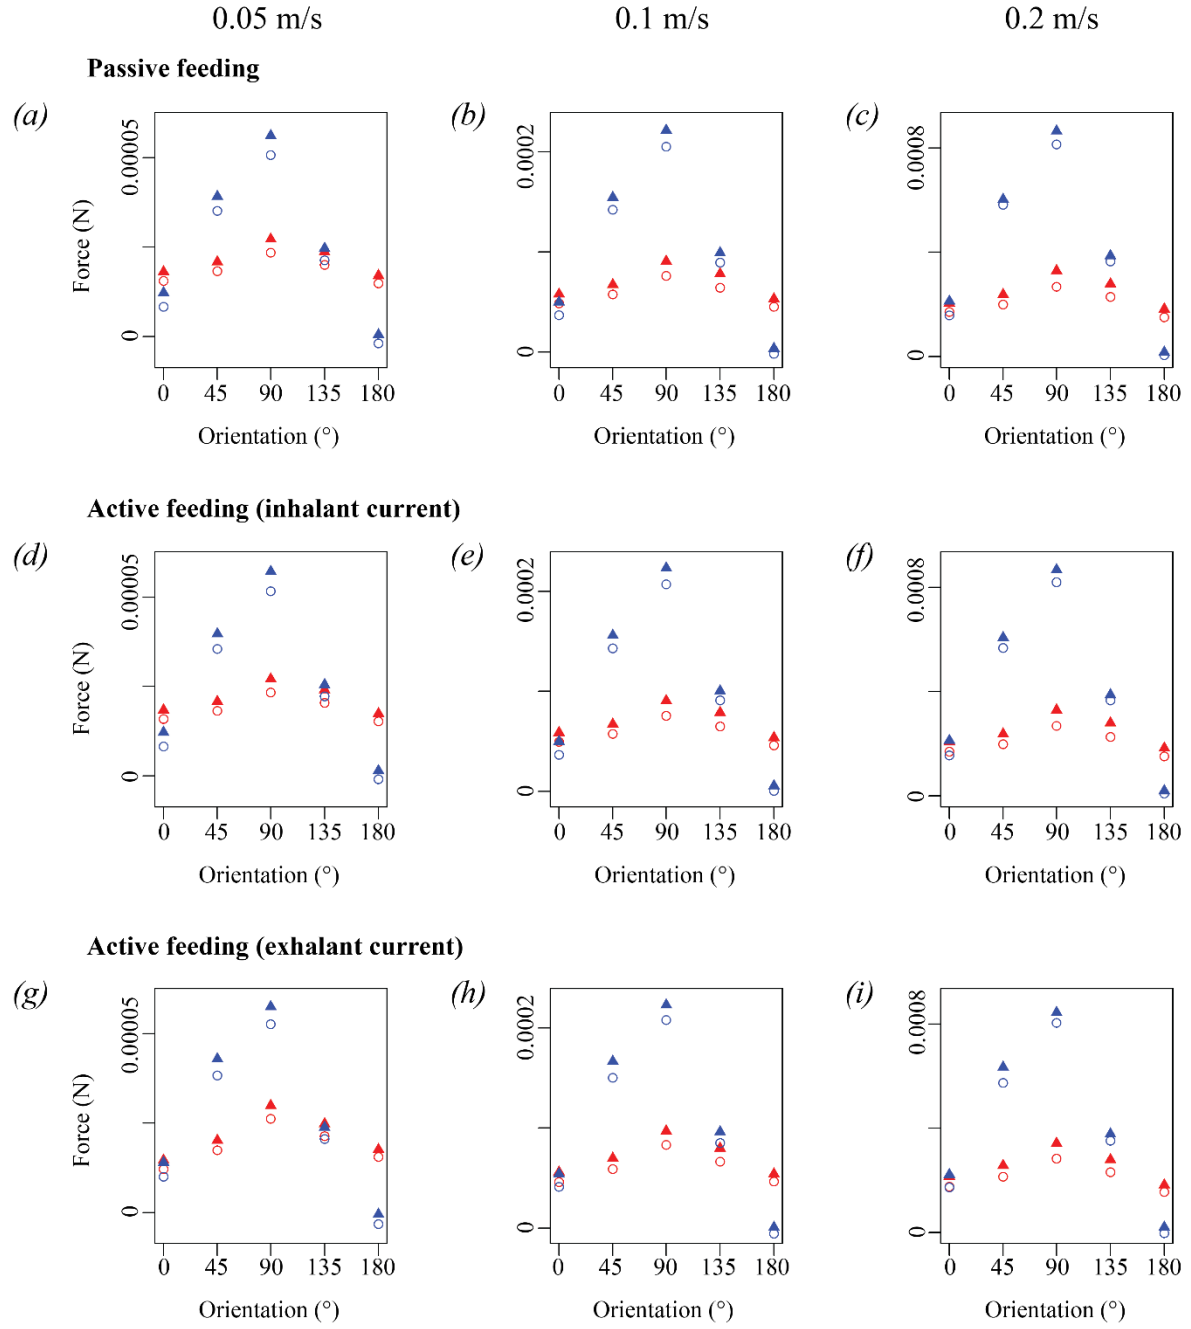 0.05 m/s 0.1 m/s 0.2 m/s
Passive feeding
(a) (b) (c)
Force (N)
0 0.00005
0 0.0002
0 0.0008
0 45 90 135 180
0 45 90 135 180
0 45 90 135 180
Orientation (°) Orientation (°) Orientation (°)
Active feeding (inhalant current)
(d) (e) (f)
Force (N)
0 0.00005
0 0.0002
0 0.0008
0 45 90 135 180
0 45 90 135 180
0 45 90 135 180
Orientation (°) Orientation (°) Orientation (°)
Active feeding (exhalant current)
(g) (h) (i)
Force (N)
0 0.00005
0 0.0002
0 0.0008
0 45 90 135 180
0 45 90 135 180
0 45 90 135 180
Orientation (°) Orientation (°) Orientation (°)